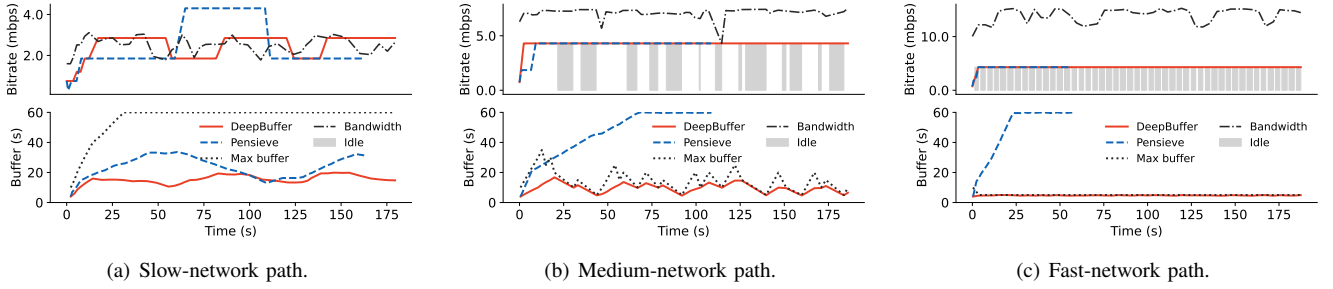 Bitrate (mbps)
4.0
2.0
Buffer (s)
60
40
20
0
DeepBuffer
Pensieve
Max buffer
Bandwidth
Idle
0 25 50 75 100 125 150 175
Time (s)
(a) Slow-network path.
Bitrate (mbps)
5.0
0.0
Buffer (s)
60
40
20
0
DeepBuffer
Pensieve
Max buffer
Bandwidth
Idle
0 25 50 75 100 125 150 175
Time (s)
(b) Medium-network path.
Bitrate (mbps)
10.0
0.0
Buffer (s)
60
40
20
0
DeepBuffer
Pensieve
Max buffer
Bandwidth
Idle
0 25 50 75 100 125 150 175
Time (s)
(c) Fast-network path.